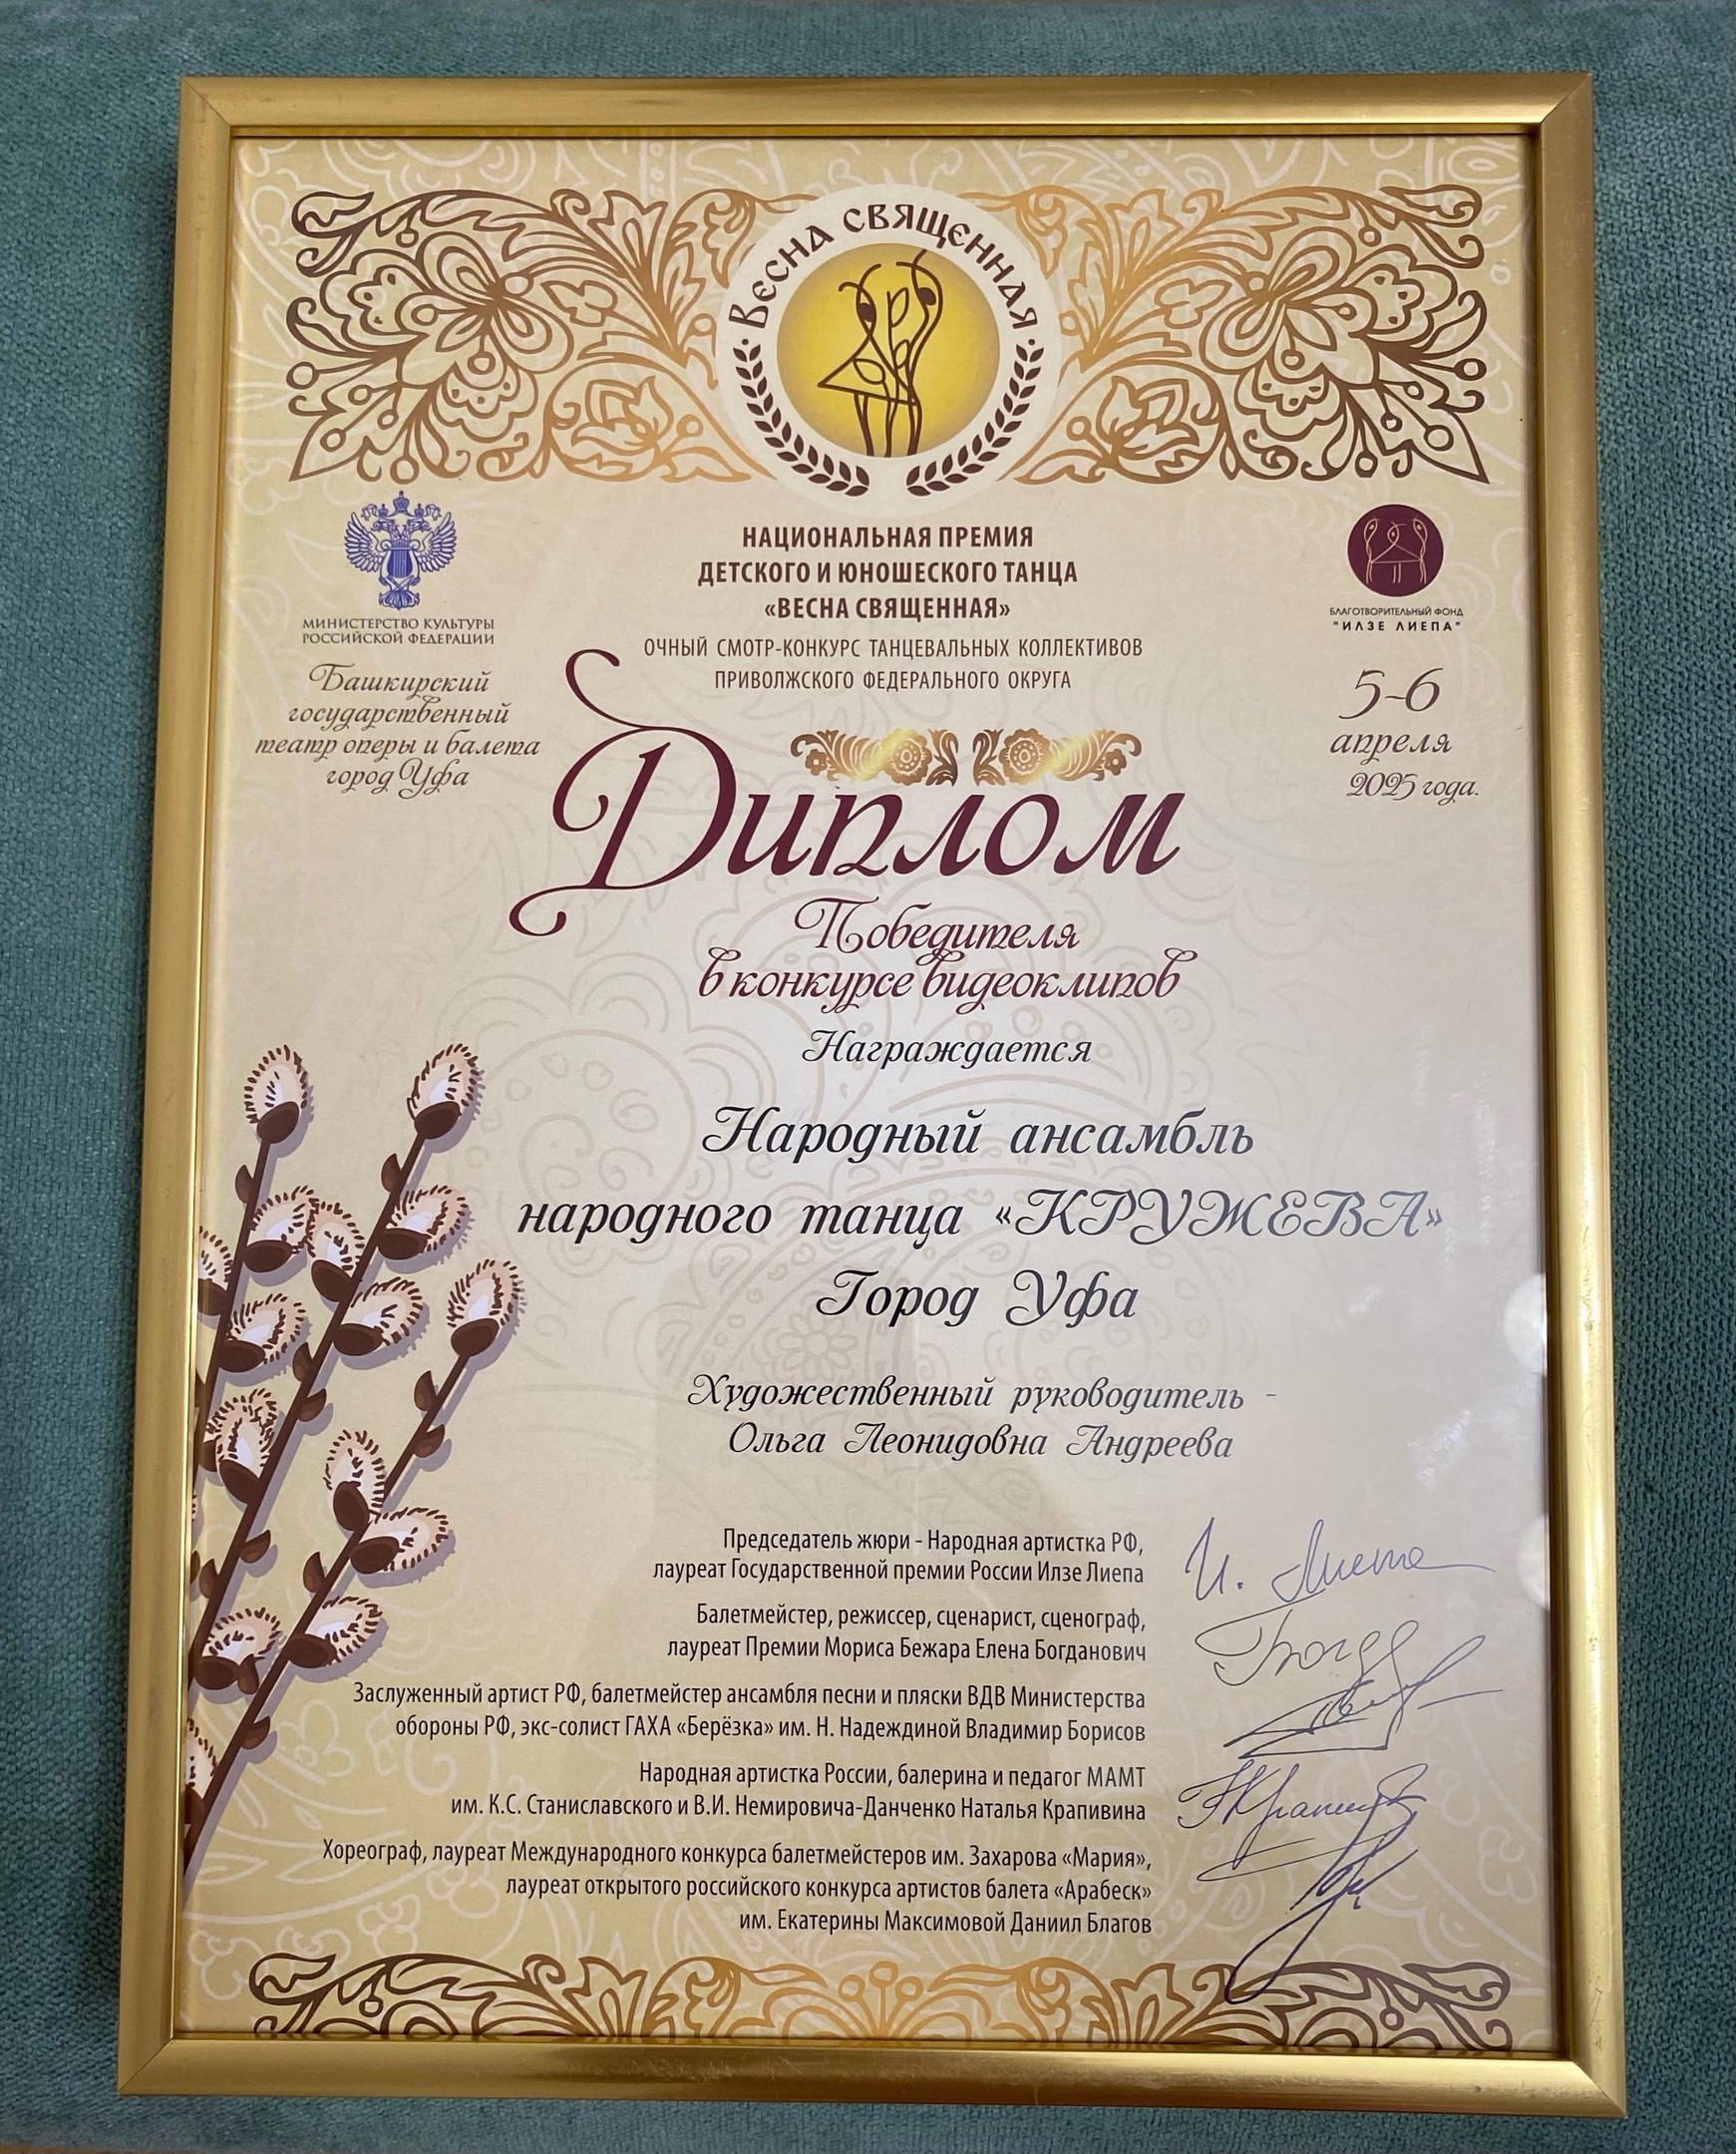 Весна священная
НАЦИОНАЛЬНАЯ ПРЕМИЯ
ДЕТСКОГО И ЮНОШЕСКОГО ТАНЦА
«ВЕСНА СВЯЩЕННАЯ»
ОЧНЫЙ СМОТР-КОНКУРС ТАНЦЕВАЛЬНЫХ КОЛЛЕКТИВОВ
ПРИВОЛЖСКОГО ФЕДЕРАЛЬНОГО ОКРУГА
МИНИСТЕРСТВО КУЛЬТУРЫ
РОССИЙСКОЙ ФЕДЕРАЦИИ
Башкирский
государственный
театр оперы и балета
город Уфа
БЛАГОТВОРИТЕЛЬНЫЙ ФОНД
"ИЛЗЕ ЛИЕПА"
5-6
апреля
2025 года.
Диплом
Победителя
в конкурсе видеоклипов
Награждается
Народный ансамбль
народного танца «КРУЖЕВА»
Город Уфа
Художественный руководитель -
Ольга Леонидовна Андреева
Председатель жюри - Народная артистка РФ,
лауреат Государственной премии России Илзе Лиепа
И. Лиепа
Балетмейстер, режиссер, сценарист, сценограф,
лауреат Премии Мориса Бежара Елена Богданович
Заслуженный артист РФ, балетмейстер ансамбля песни и пляски ВДВ Министерства
обороны РФ, экс-солист ГАХА «Берёзка» им. Н. Надеждиной Владимир Борисов
Народная артистка России, балерина и педагог МАМТ
им. К.С. Станиславского и В.И. Немировича-Данченко Наталья Крапивина
Хореограф, лауреат Международного конкурса балетмейстеров им. Захарова «Мария»,
лауреат открытого российского конкурса артистов балета «Арабеск»
им. Екатерины Максимовой Даниил Благов